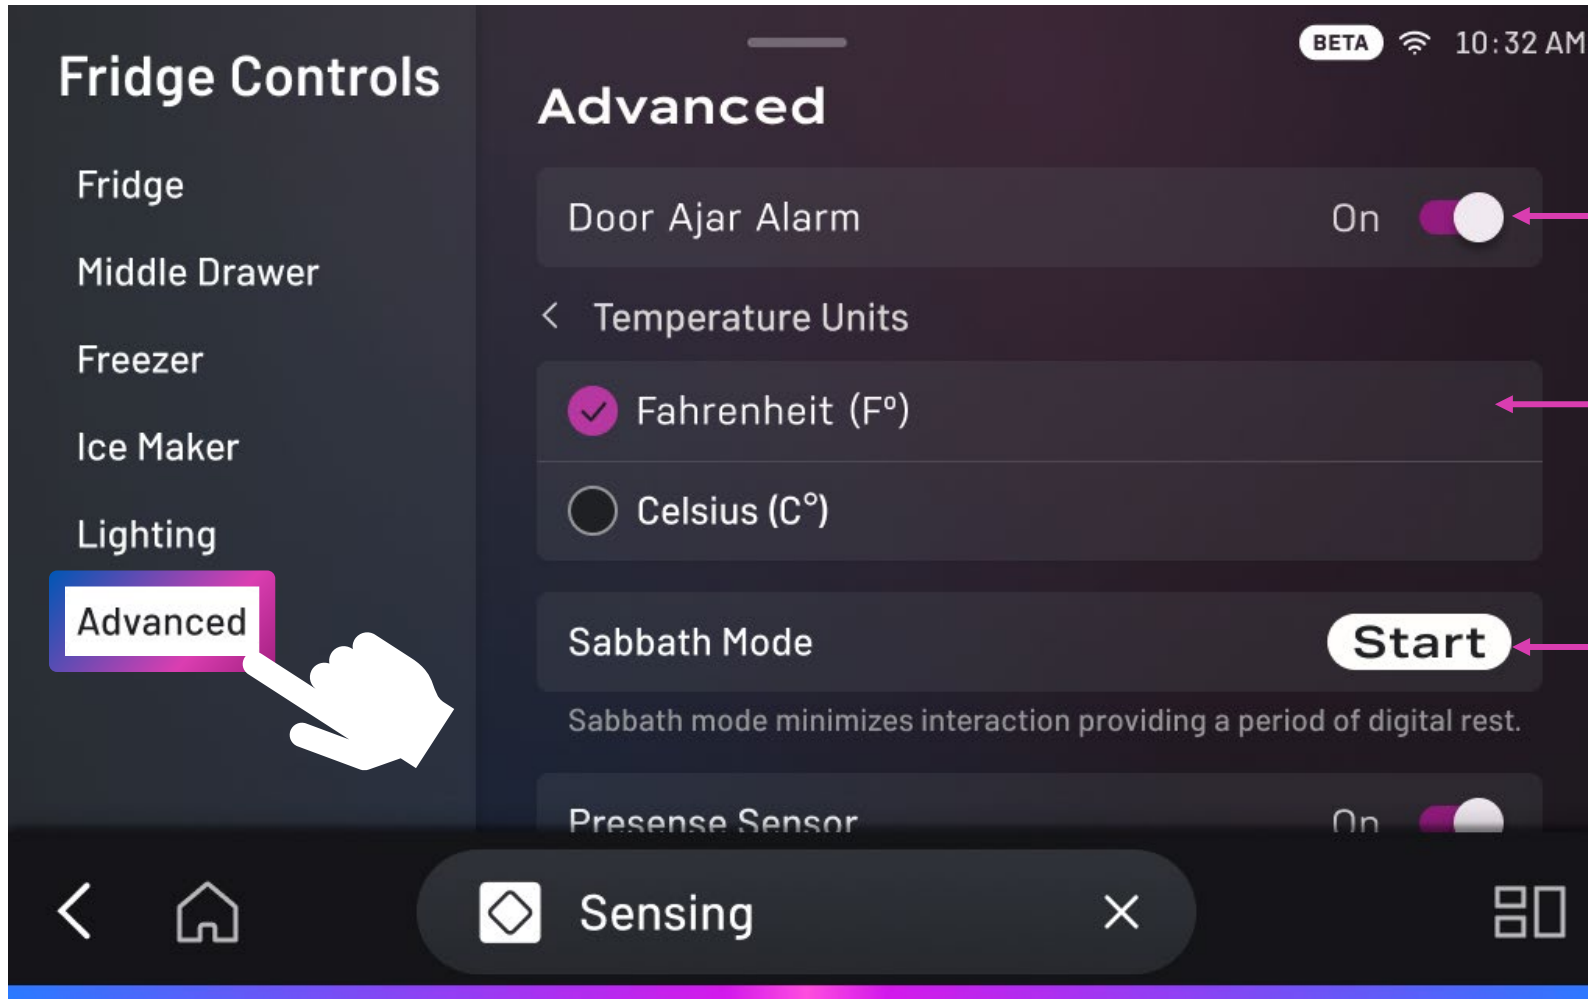 Fridge Controls
Fridge
Middle Drawer
Freezer
Ice Maker
Lighting
Advanced
BETA 10:32 AM
Advanced
Door Ajar Alarm On
Temperature Units
Fahrenheit (Fº)
Celsius (C°)
Sabbath Mode Start
Sabbath mode minimizes interaction providing a period of digital rest.
Presense Sensor On
Sensing